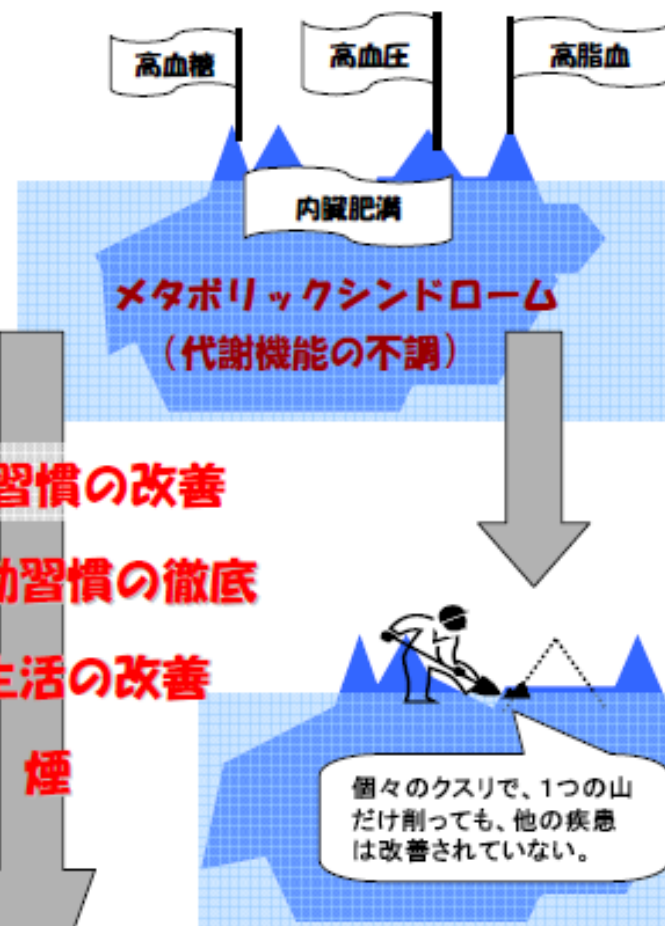 高血糖
高血圧
高脂血
内臓肥満
メタボリックシンドローム
（代謝機能の不調）
習慣の改善
動習慣の徹底
生活の改善
煙
個々のクスリで、1つの山
だけ削っても、他の疾患
は改善されていない。